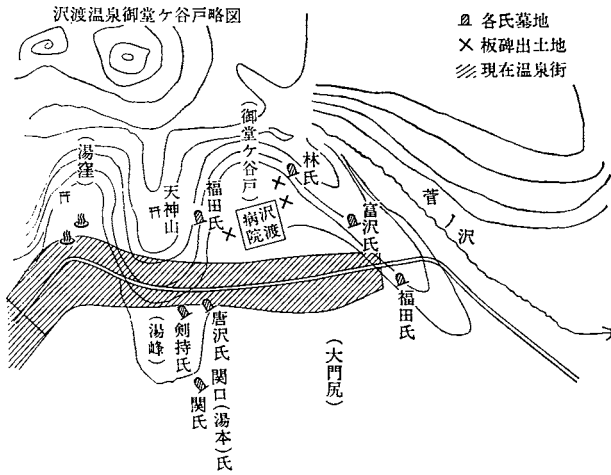 沢渡温泉御堂ケ谷戸略図
各氏墓地
板碑出土地
現在温泉街
(湯窪)
天神山
福田氏
(御堂ケ谷戸)
沢渡
病院
林氏
富沢氏
菅沢
福田氏
(湯峰)
剣持氏
唐沢氏
関口(湯本)氏
関氏
(大門尻)